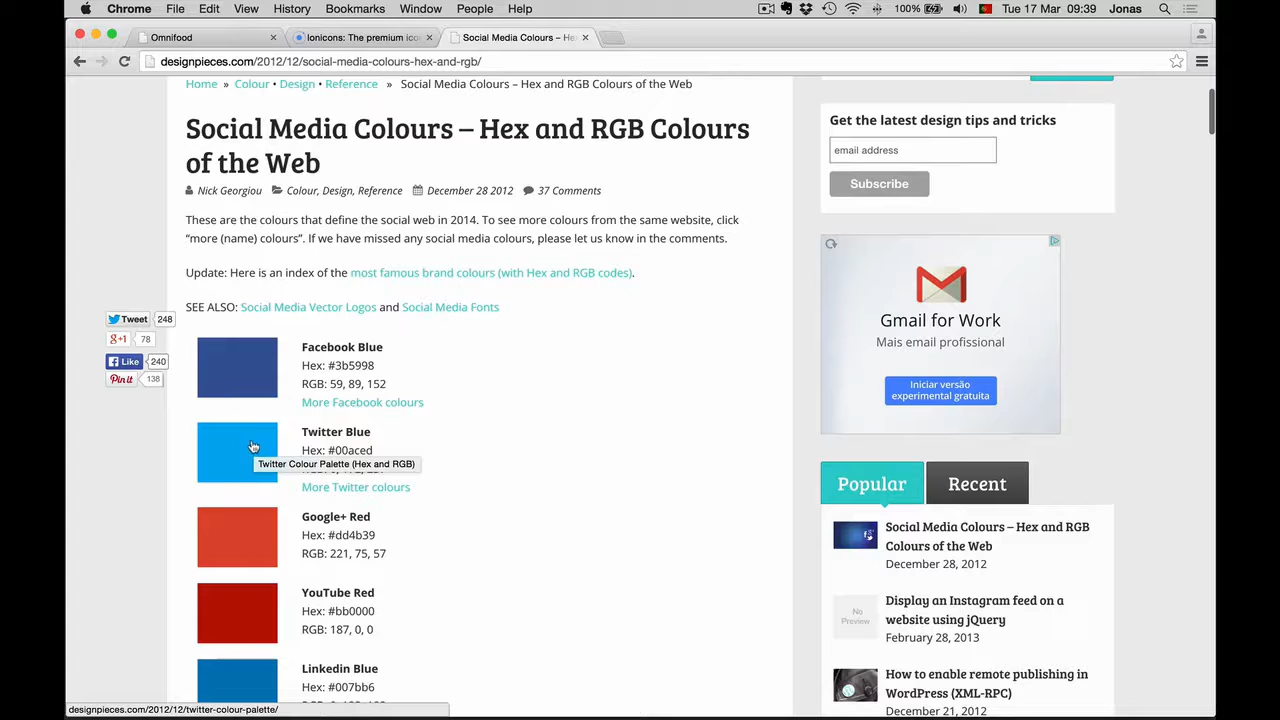 Chrome File Edit View History Bookmarks Window People Help 100% Tue 17 Mar 09:39 Jonas
Omnifood
Ionicons: The premium ico
Social Media Colours – He
designpieces.com/2012/12/social-media-colours-hex-and-rgb/
Home » Colour • Design • Reference » Social Media Colours – Hex and RGB Colours of the Web
Social Media Colours – Hex and RGB Colours
of the Web
Nick Georgiou Colour, Design, Reference December 28 2012 37 Comments
These are the colours that define the social web in 2014. To see more colours from the same website, click
“more (name) colours”. If we have missed any social media colours, please let us know in the comments.
Update: Here is an index of the most famous brand colours (with Hex and RGB codes).
SEE ALSO: Social Media Vector Logos and Social Media Fonts
Tweet 248
g+1 78
Like 240
Pin it 138
Facebook Blue
Hex: #3b5998
RGB: 59, 89, 152
More Facebook colours
Twitter Blue
Hex: #00aced
Twitter Colour Palette (Hex and RGB)
More Twitter colours
Google+ Red
Hex: #dd4b39
RGB: 221, 75, 57
YouTube Red
Hex: #bb0000
RGB: 187, 0, 0
Linkedin Blue
Hex: #007bb6
designpieces.com/2012/12/twitter-colour-palette/
Get the latest design tips and tricks
email address
Subscribe
Gmail for Work
Mais email profissional
Iniciar versão
experimental gratuita
Popular
Recent
Social Media Colours – Hex and RGB
Colours of the Web
December 28, 2012
No
Preview
Display an Instagram feed on a
website using jQuery
February 28, 2013
How to enable remote publishing in
WordPress (XML-RPC)
December 21, 2012